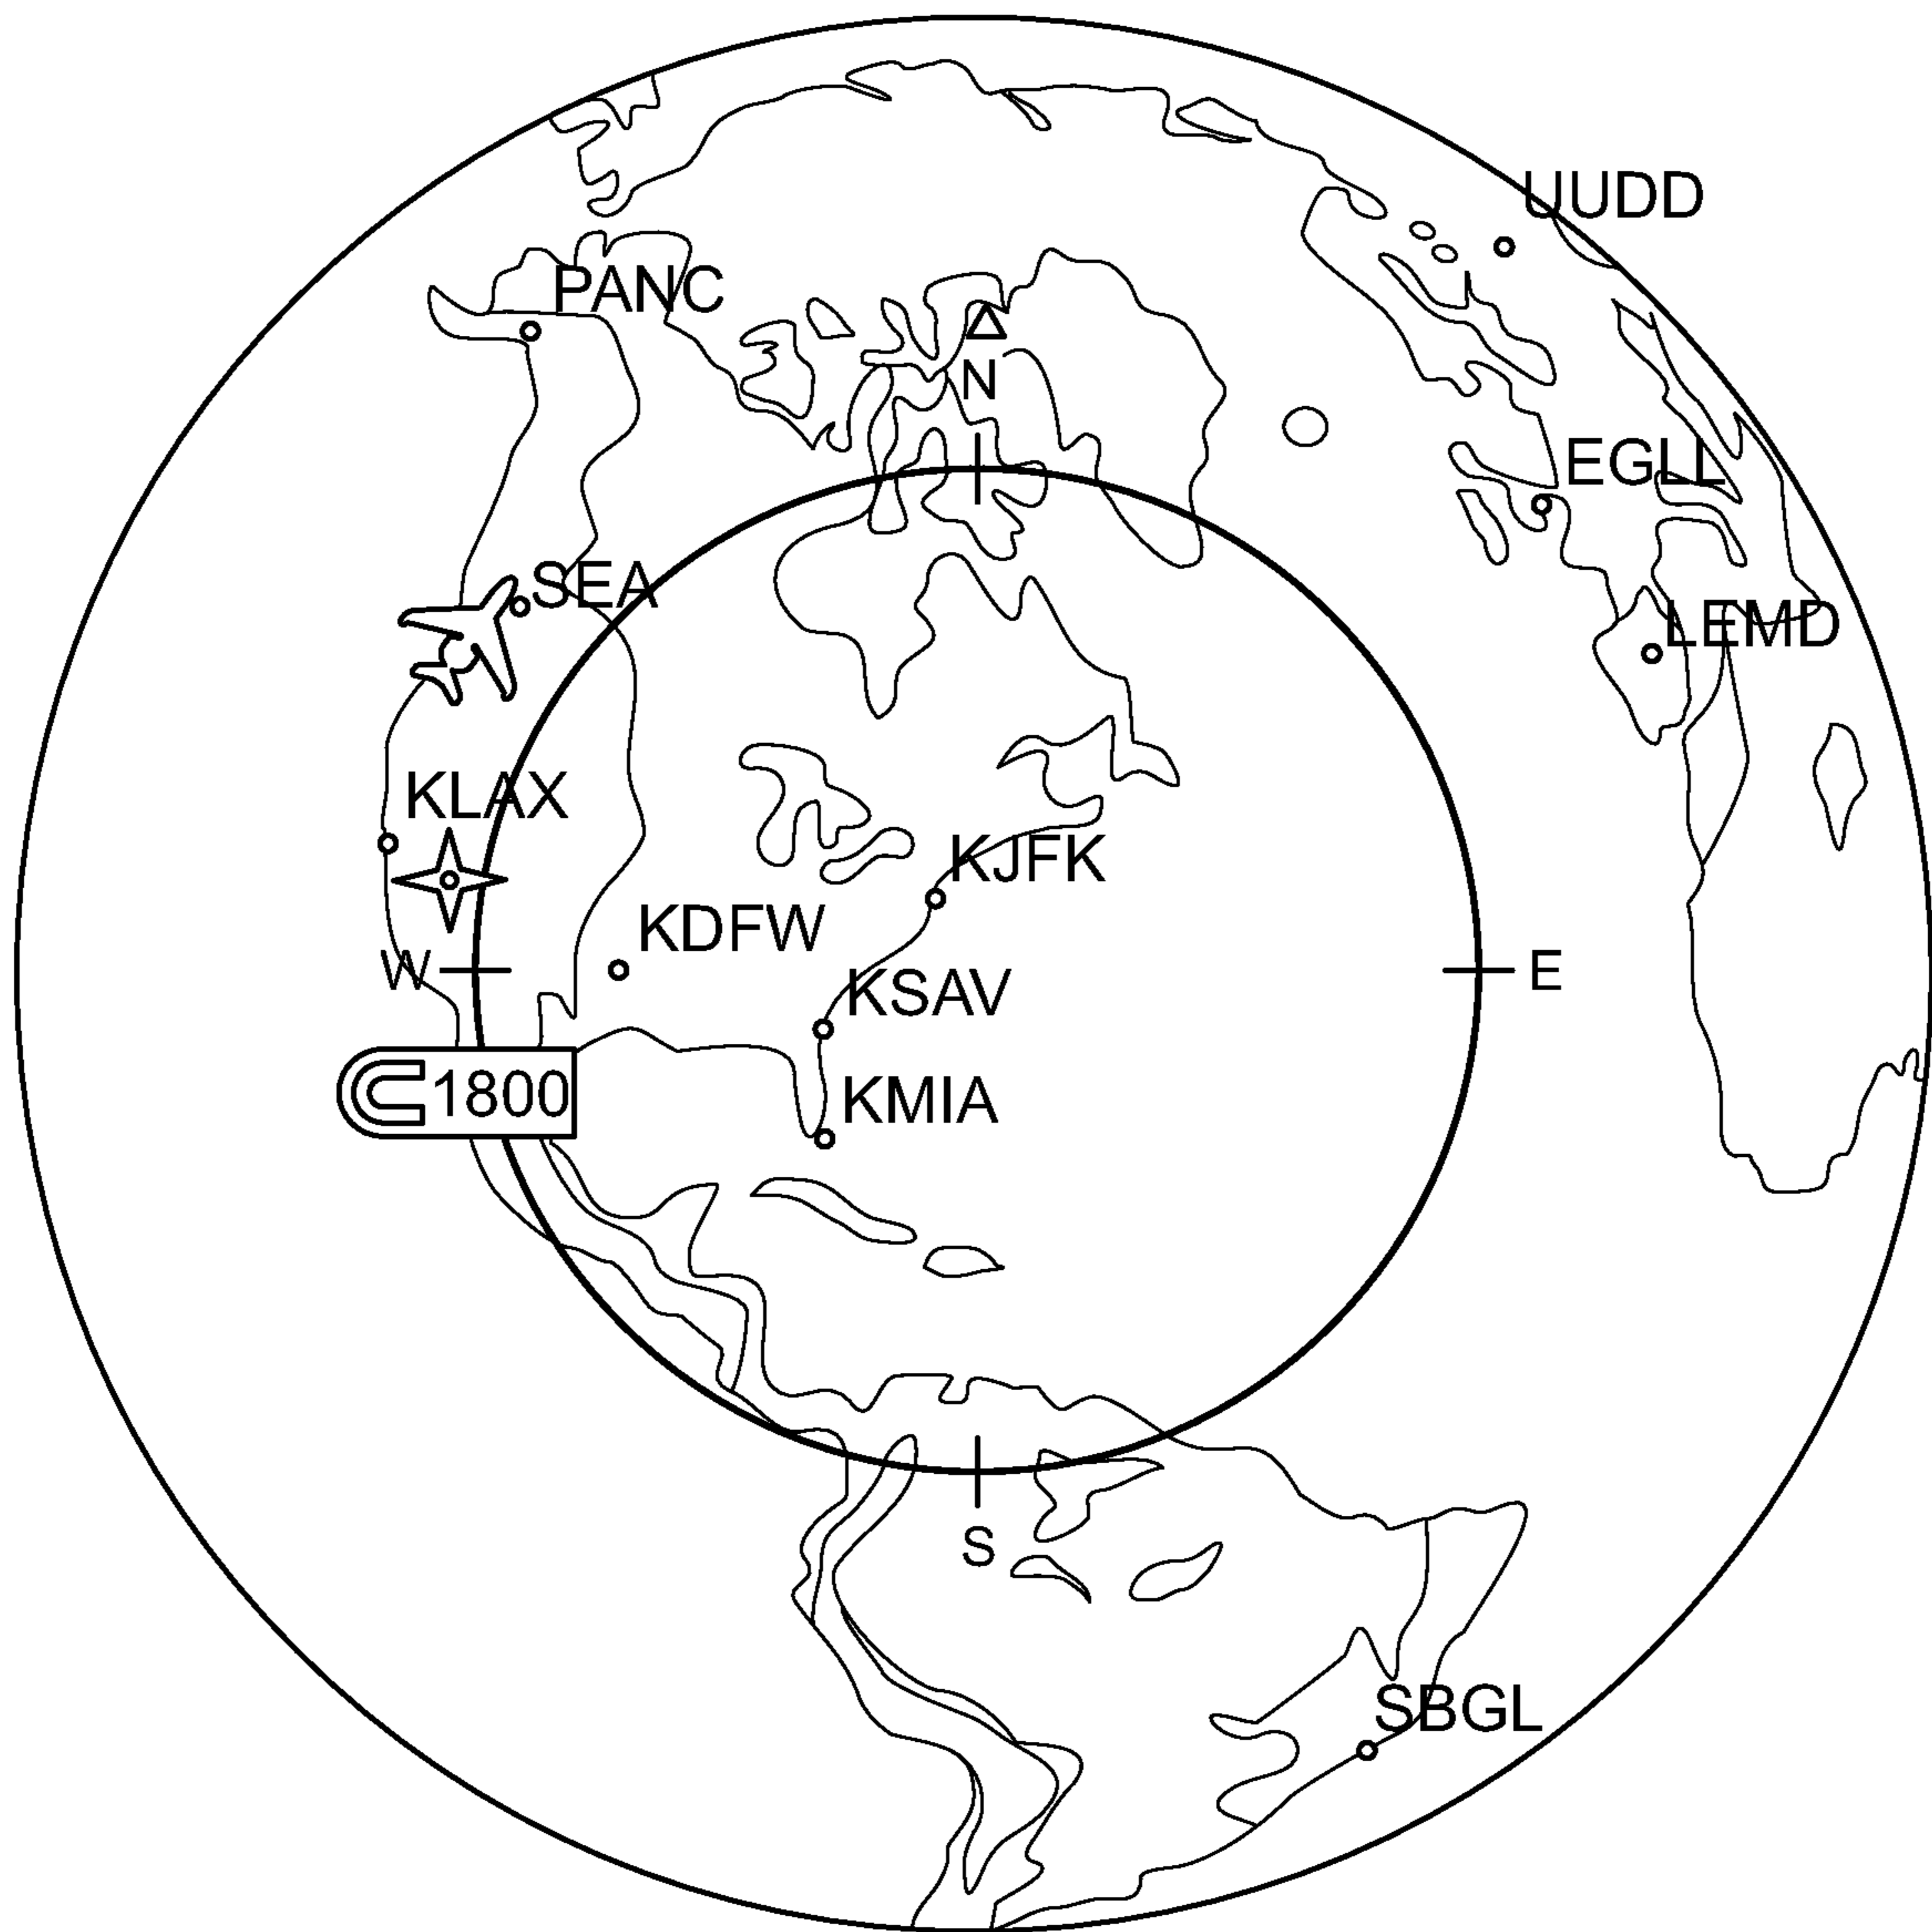 UUDD
PANC
N
EGLL
SEA
LEMD
KLAX
KJFK
KDFW
W
E
KSAV
1800
KMIA
S
SBGL